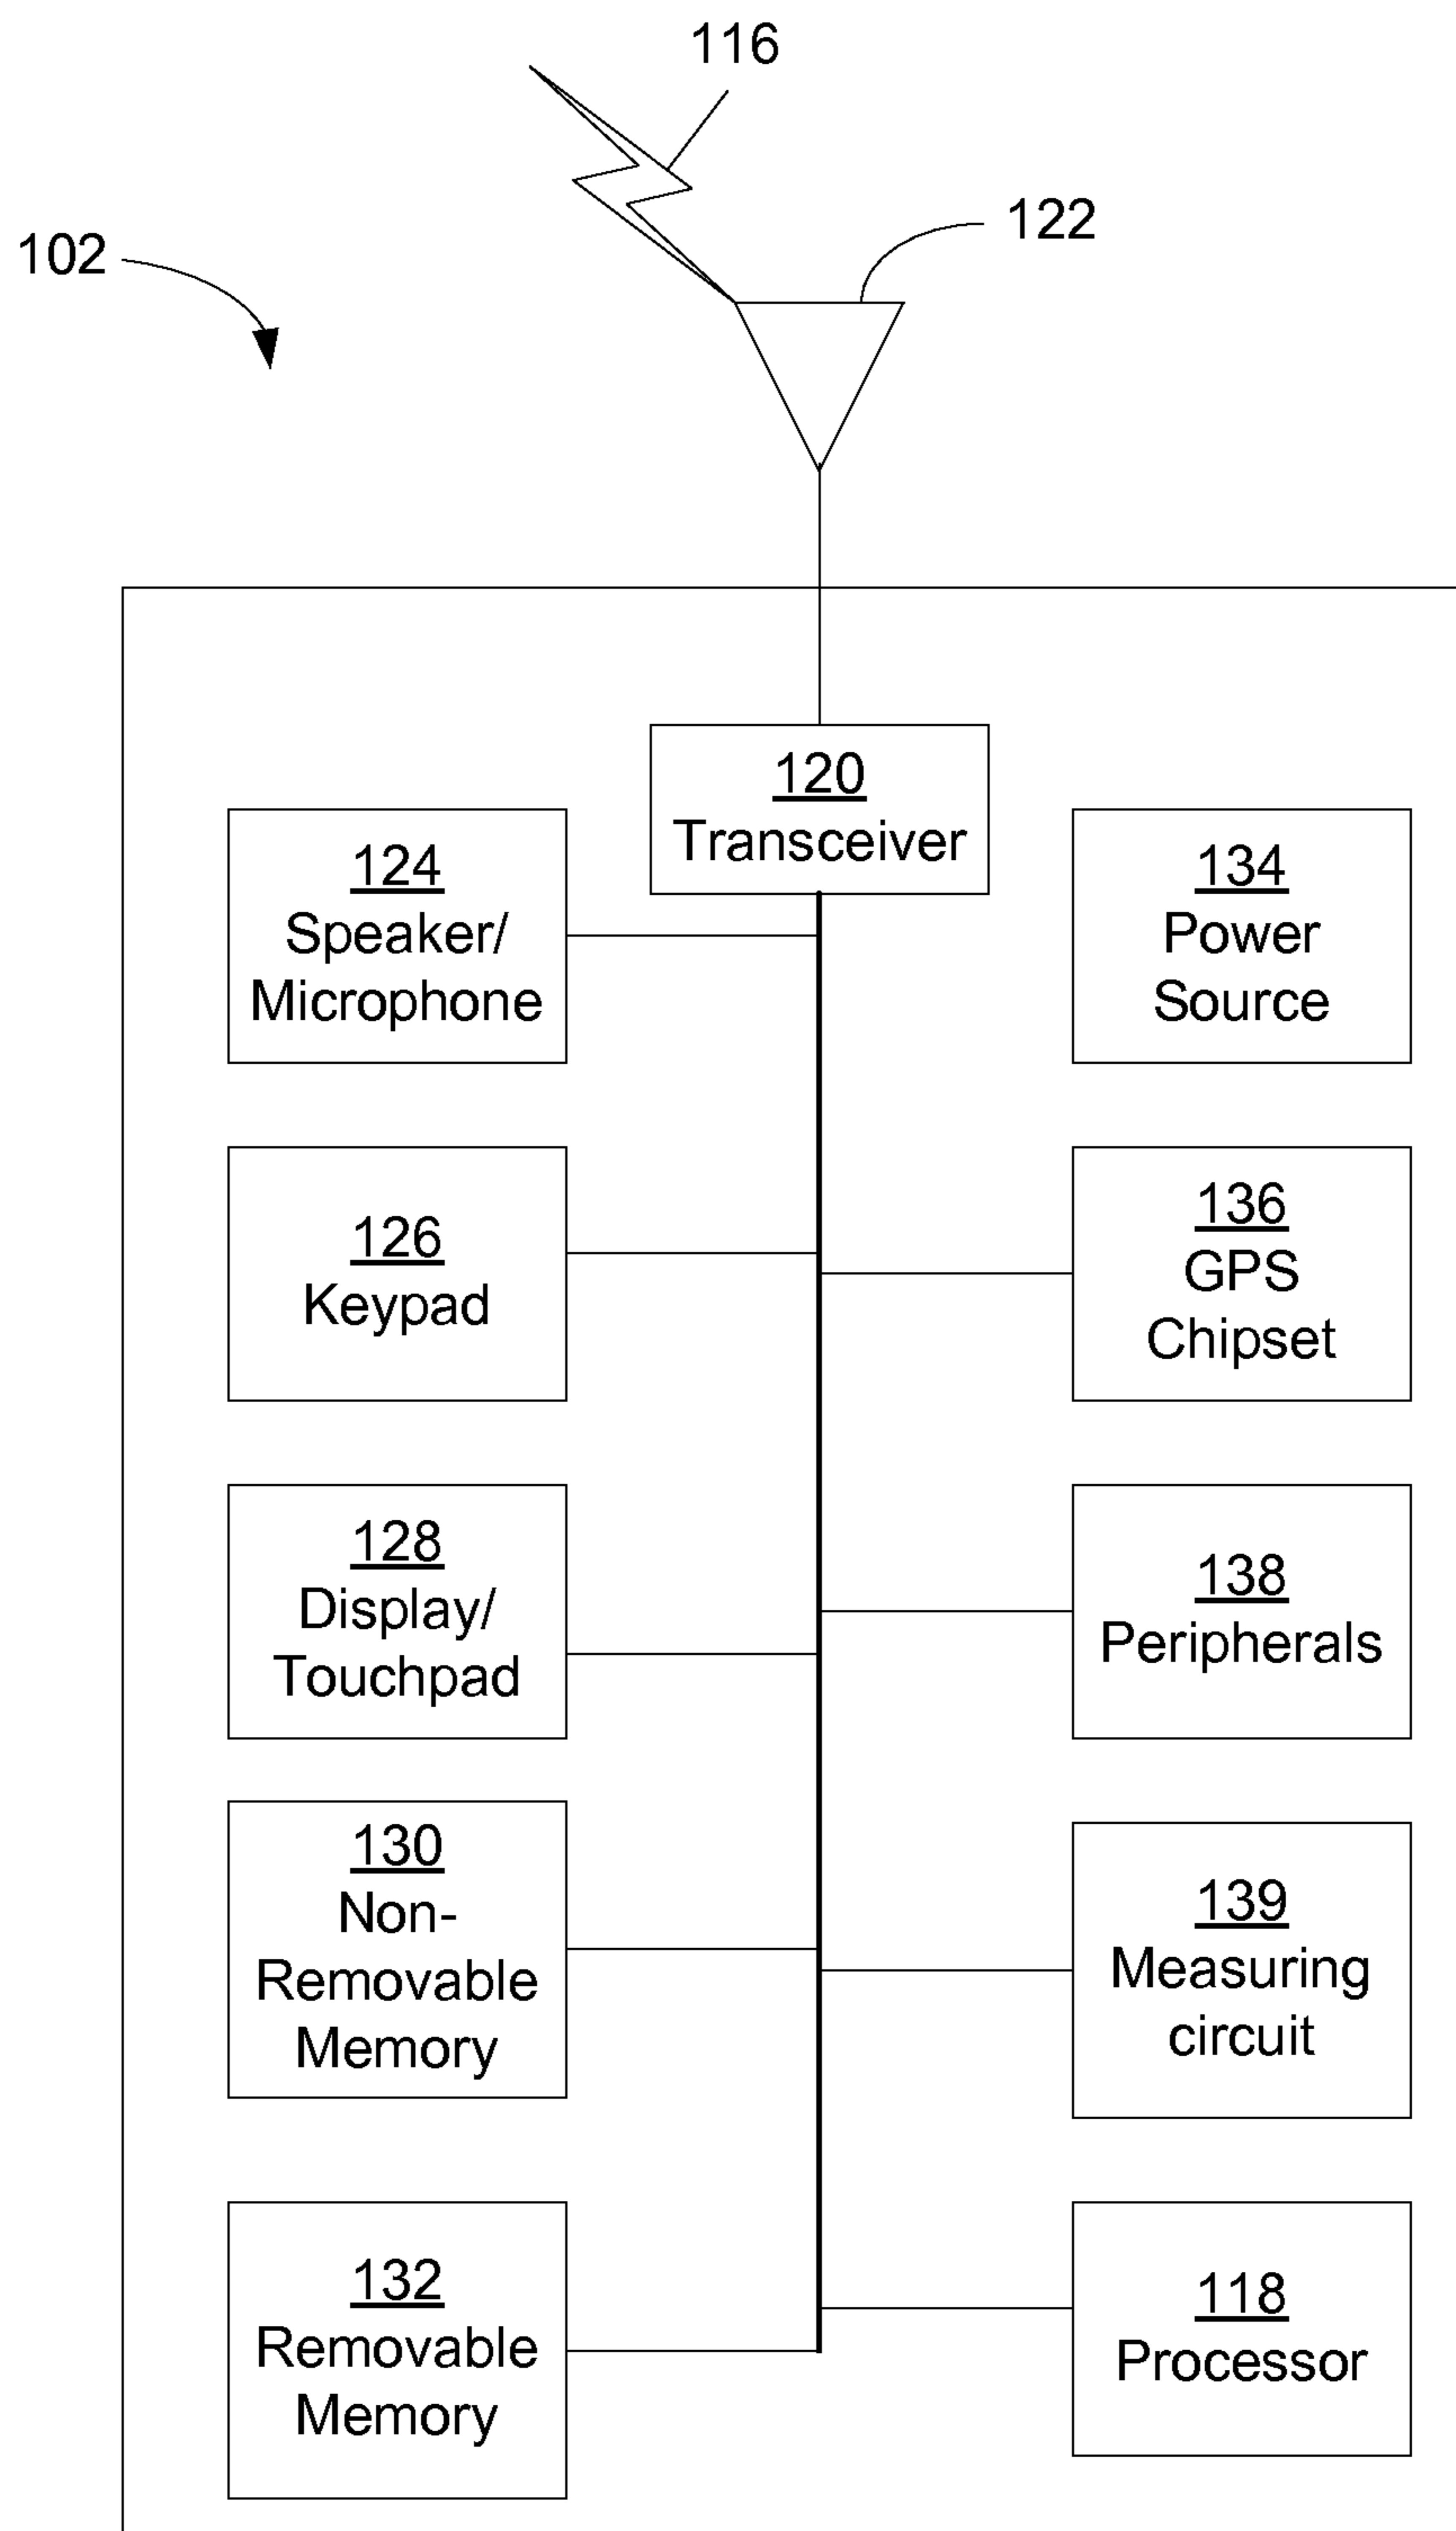 116
122
102
120
Transceiver
124
Speaker/
Microphone
134
Power
Source
126
Keypad
136
GPS
Chipset
128
Display/
Touchpad
138
Peripherals
130
Non-
Removable
Memory
139
Measuring
circuit
132
Removable
Memory
118
Processor